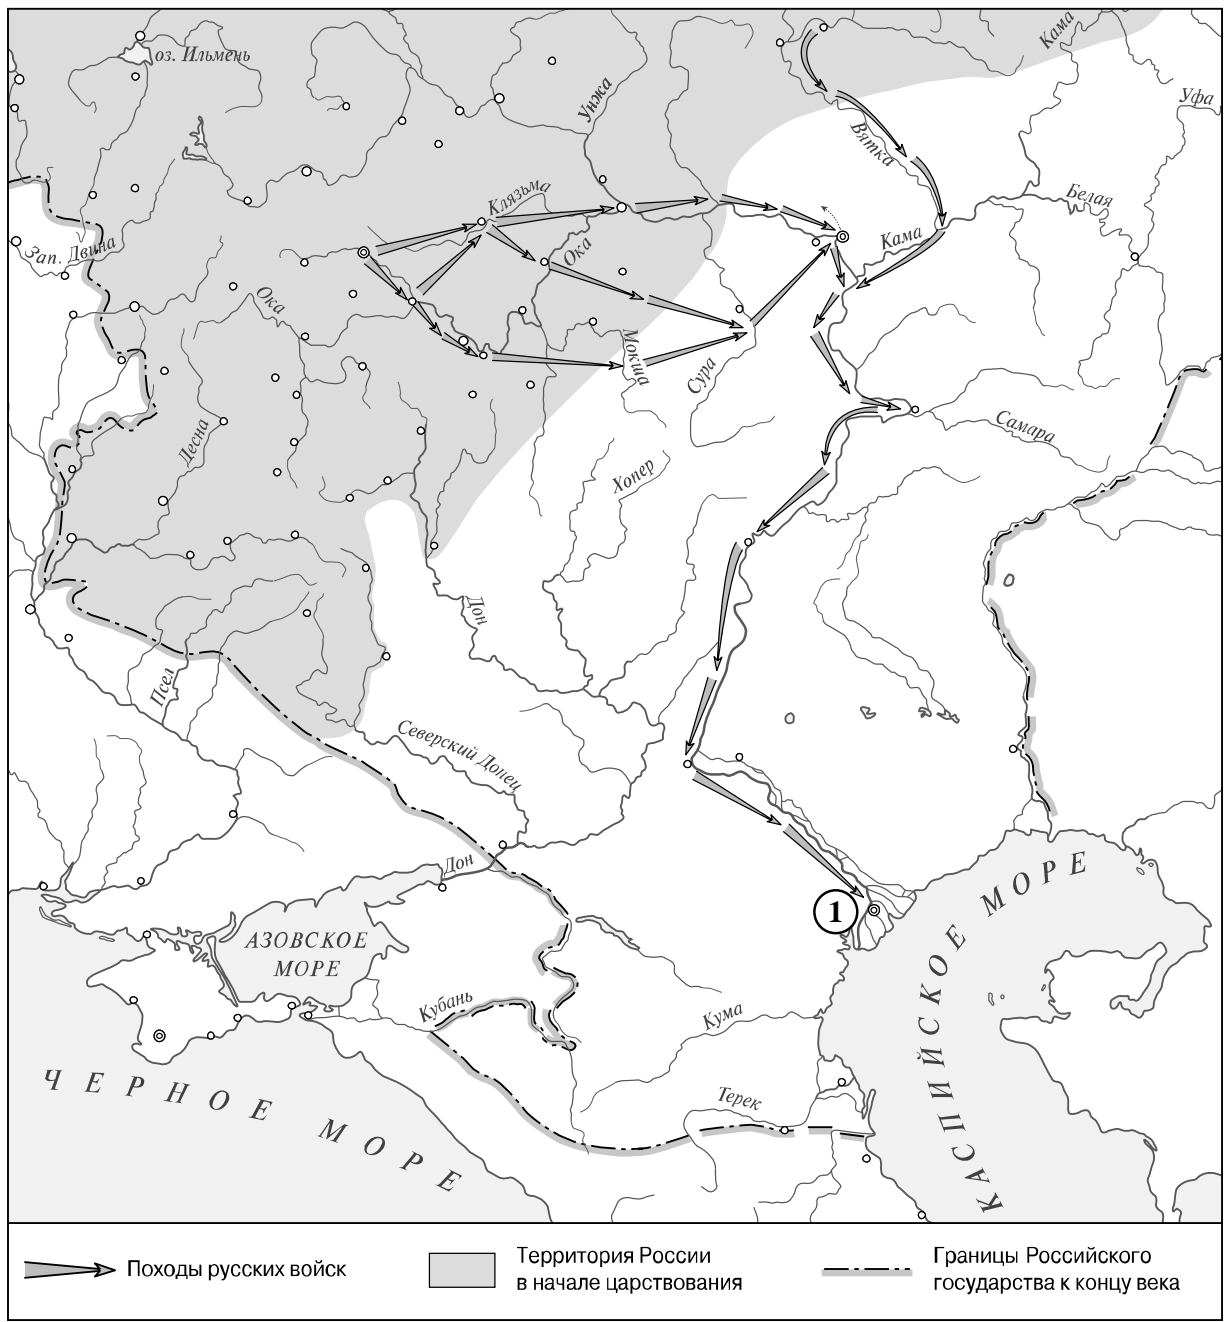 Кама
оз. Ильмень
Уфа
Унжа
Вятка
Клязьма
Белая
Зап. Двина
Ока
Кама
Ока
Мокша
Сура
Десна
Самара
Хопер
Дон
Псел
Северский Донец
Дон
КАСПИЙСКОЕ МОРЕ
1
АЗОВСКОЕ
МОРЕ
Кубань
Кума
ЧЕРНОЕ МОРЕ
Терек
Походы русских войск
Территория России
в начале царствования
Границы Российского
государства к концу века